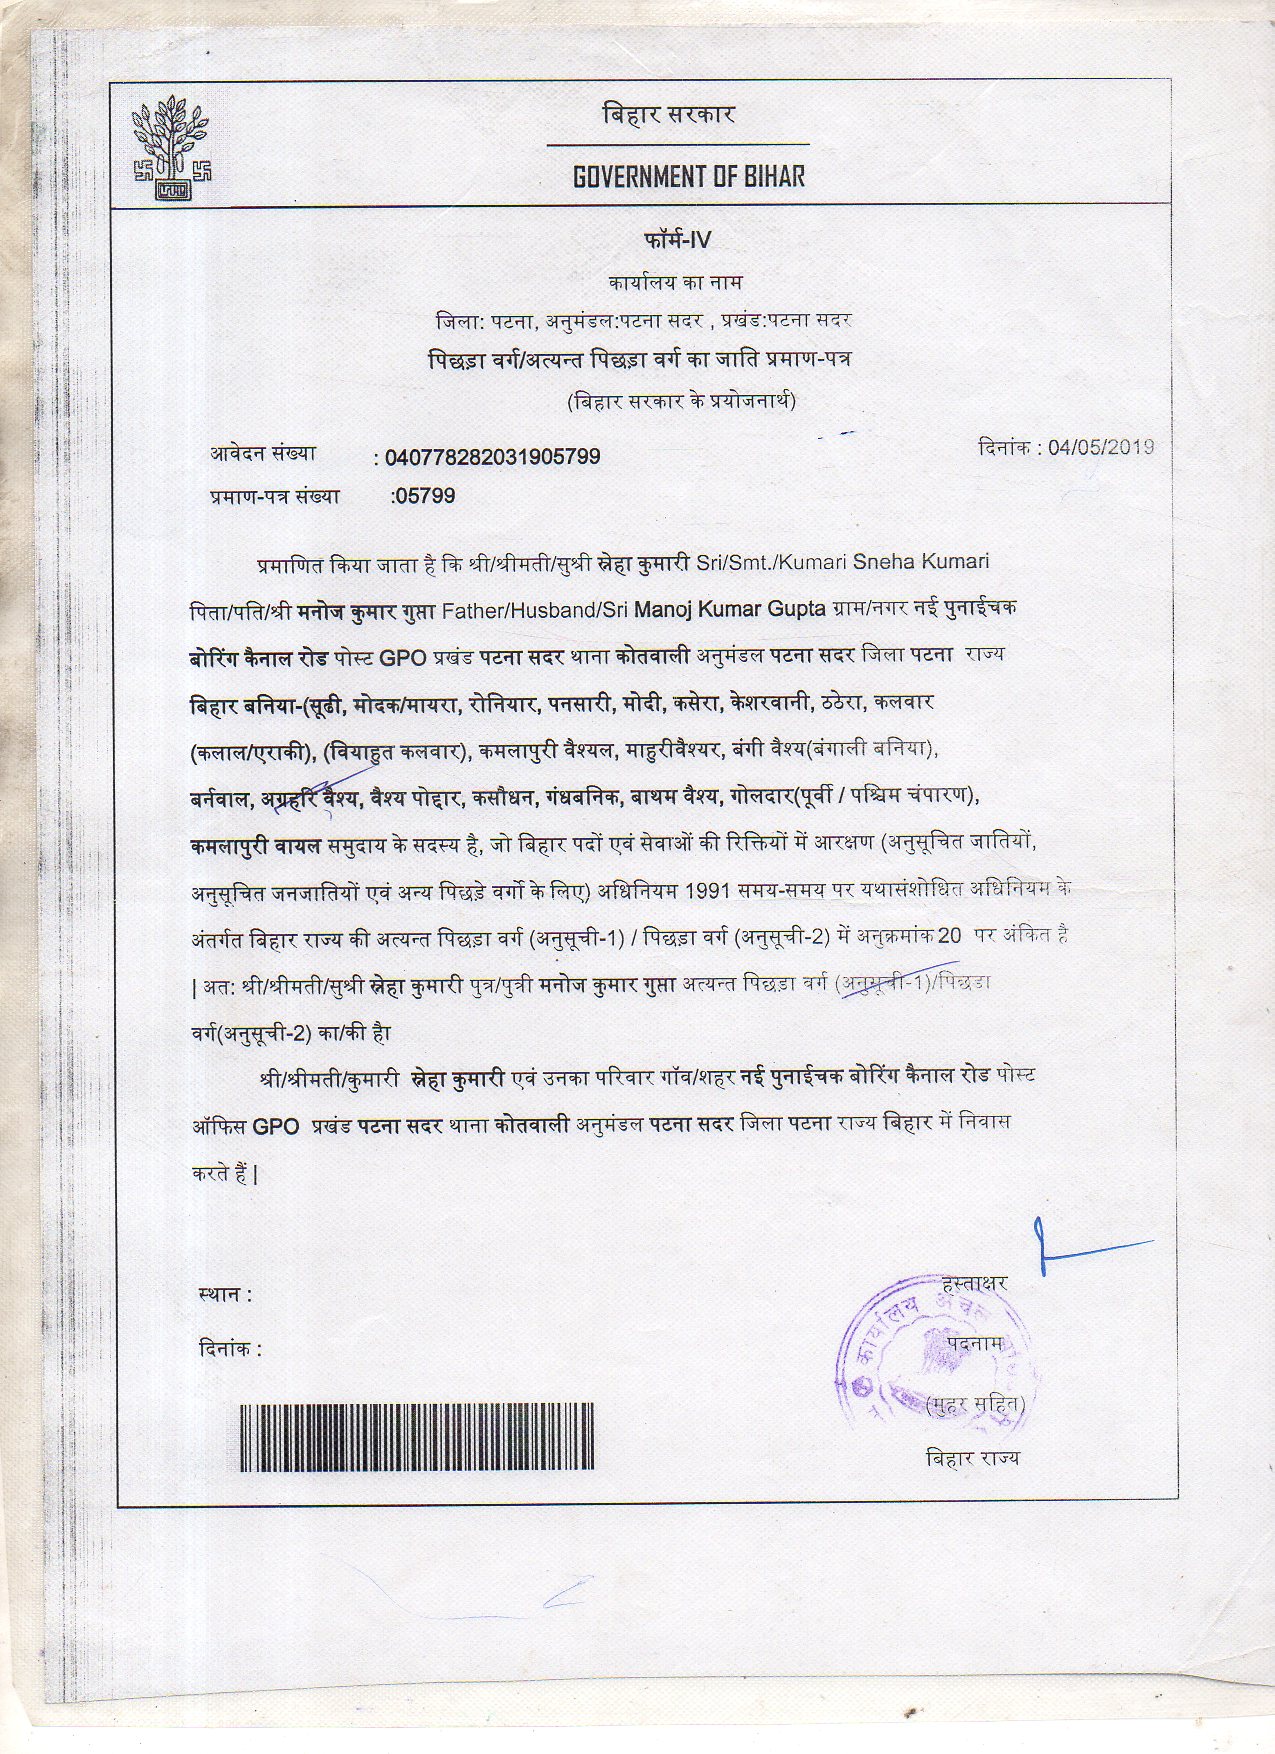 बिहार सरकार
GOVERNMENT OF BIHAR
फॉर्म-IV
कार्यालय का नाम
जिला: पटना, अनुमंडल:पटना सदर , प्रखंड:पटना सदर
पिछड़ा वर्ग/अत्यन्त पिछड़ा वर्ग का जाति प्रमाण-पत्र
(बिहार सरकार के प्रयोजनार्थ)
आवेदन संख्या : 040778282031905799 दिनांक : 04/05/2019
प्रमाण-पत्र संख्या :05799
प्रमाणित किया जाता है कि श्री/श्रीमती/सुश्री स्नेहा कुमारी Sri/Smt./Kumari Sneha Kumari
पिता/पति/श्री मनोज कुमार गुप्ता Father/Husband/Sri Manoj Kumar Gupta ग्राम/नगर नई पुनाईचक
बोरिंग कैनाल रोड पोस्ट GPO प्रखंड पटना सदर थाना कोतवाली अनुमंडल पटना सदर जिला पटना राज्य
बिहार बनिया-(सूढी, मोदक/मायरा, रोनियार, पनसारी, मोदी, कसेरा, केशरवानी, ठठेरा, कलवार
(कलाल/एराकी), (वियाहुत कलवार), कमलापुरी वैश्यल, माहुरीवैश्यर, बंगी वैश्य(बंगाली बनिया),
बर्नवाल, अग्रहरि वैश्य, वैश्य पोद्दार, कसौधन, गंधबनिक, बाथम वैश्य, गोलदार(पूर्वी / पश्चिम चंपारण),
कमलापुरी वायल समुदाय के सदस्य है, जो बिहार पदों एवं सेवाओं की रिक्तियों में आरक्षण (अनुसूचित जातियों,
अनुसूचित जनजातियों एवं अन्य पिछड़े वर्गो के लिए) अधिनियम 1991 समय-समय पर यथासंशोधित अधिनियम के
अंतर्गत बिहार राज्य की अत्यन्त पिछड़ा वर्ग (अनुसूची-1) / पिछड़ा वर्ग (अनुसूची-2) में अनुक्रमांक 20 पर अंकित है
| अत: श्री/श्रीमती/सुश्री स्नेहा कुमारी पुत्र/पुत्री मनोज कुमार गुप्ता अत्यन्त पिछड़ा वर्ग (अनुसूची-1)/पिछडा
वर्ग(अनुसूची-2) का/की है।
श्री/श्रीमती/कुमारी स्नेहा कुमारी एवं उनका परिवार गॉव/शहर नई पुनाईचक बोरिंग कैनाल रोड पोस्ट
ऑफिस GPO प्रखंड पटना सदर थाना कोतवाली अनुमंडल पटना सदर जिला पटना राज्य बिहार में निवास
करते हैं |
स्थान :
हस्ताक्षर
दिनांक :
पदनाम
(मुहर सहित)
बिहार राज्य
कार्यालय अंचल